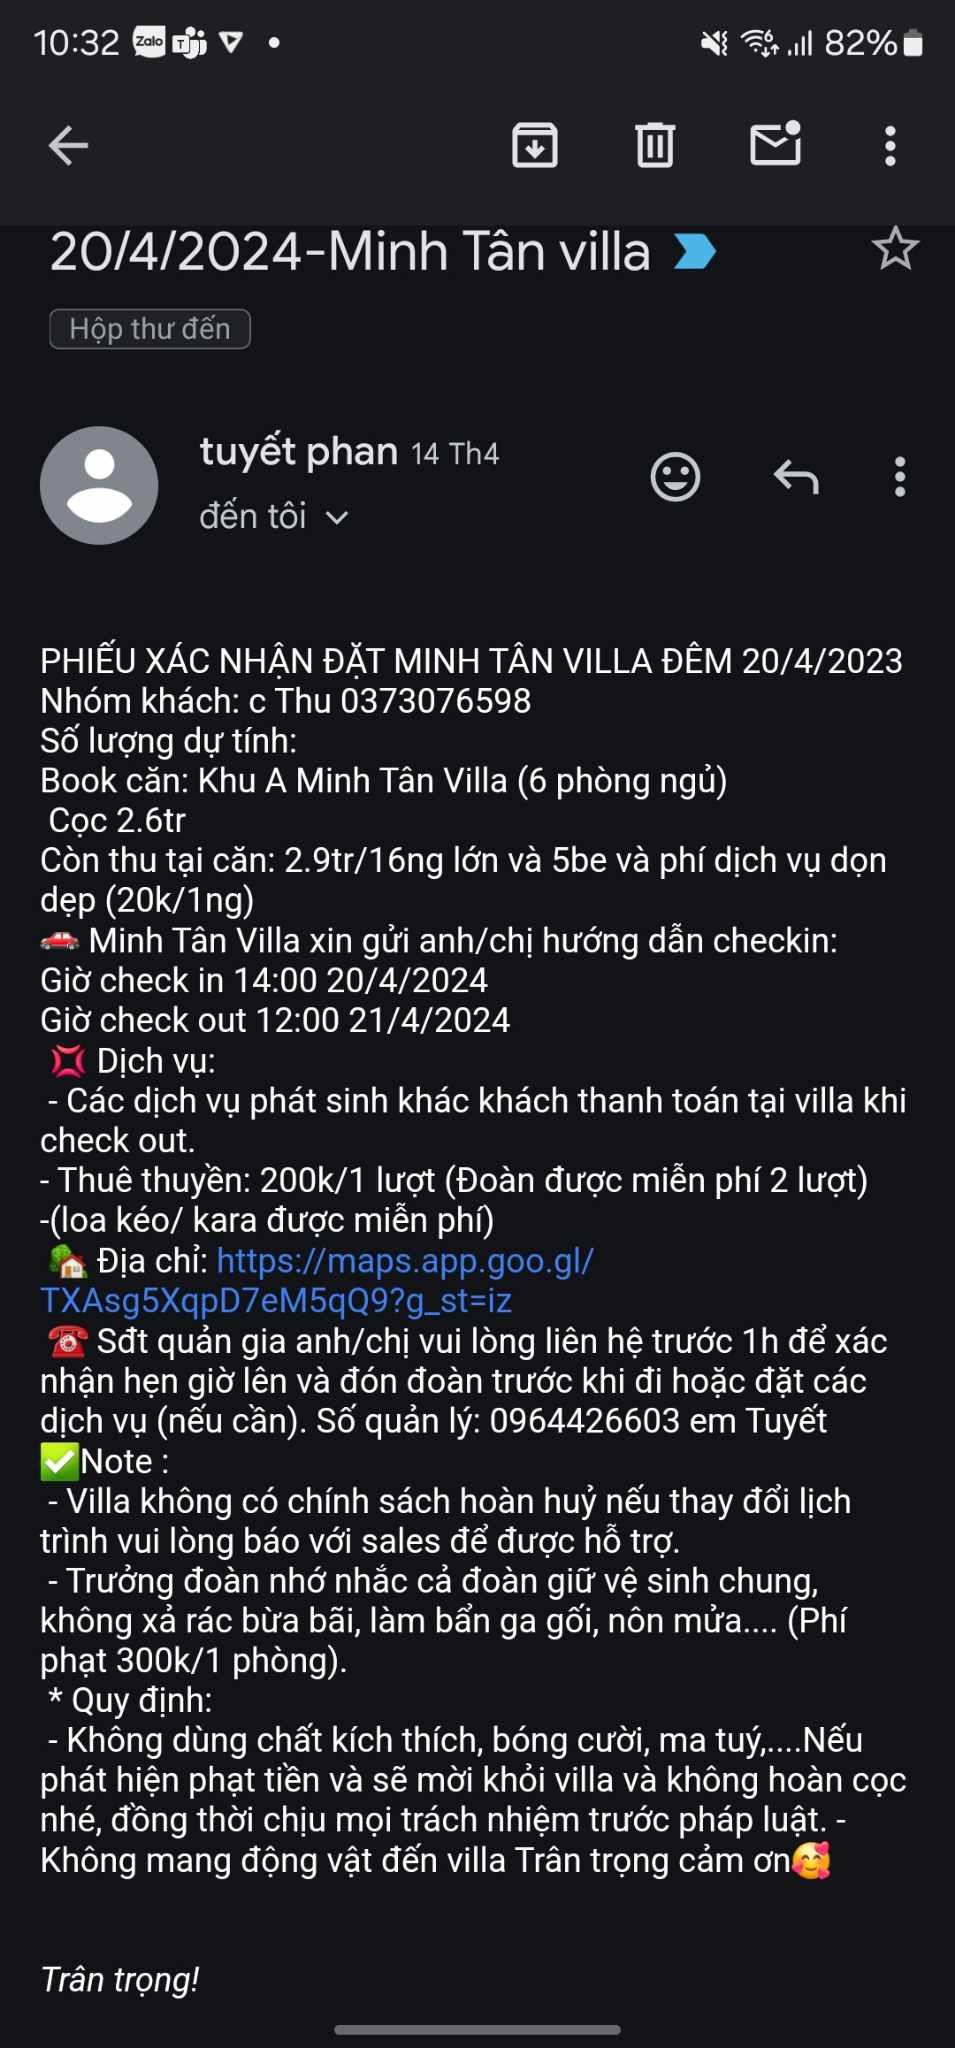 10:32 Zalo 82%
20/4/2024-Minh Tân villa
Hộp thư đến
tuyết phan 14 Th4
đến tôi
PHIẾU XÁC NHẬN ĐẶT MINH TÂN VILLA ĐÊM 20/4/2023
Nhóm khách: c Thu 0373076598
Số lượng dự tính:
Book căn: Khu A Minh Tân Villa (6 phòng ngủ)
Cọc 2.6tr
Còn thu tại căn: 2.9tr/16ng lớn và 5be và phí dịch vụ dọn
dẹp (20k/1ng)
🚗 Minh Tân Villa xin gửi anh/chị hướng dẫn checkin:
Giờ check in 14:00 20/4/2024
Giờ check out 12:00 21/4/2024
💢 Dịch vụ:
- Các dịch vụ phát sinh khác khách thanh toán tại villa khi
check out.
- Thuê thuyền: 200k/1 lượt (Đoàn được miễn phí 2 lượt)
-(loa kéo/ kara được miễn phí)
🏡 Địa chỉ: https://maps.app.goo.gl/
TXAsg5XqpD7eM5qQ9?g_st=iz
☎️ Sđt quản gia anh/chị vui lòng liên hệ trước 1h để xác
nhận hẹn giờ lên và đón đoàn trước khi đi hoặc đặt các
dịch vụ (nếu cần). Số quản lý: 0964426603 em Tuyết
✅Note :
- Villa không có chính sách hoàn huỷ nếu thay đổi lịch
trình vui lòng báo với sales để được hỗ trợ.
- Trưởng đoàn nhớ nhắc cả đoàn giữ vệ sinh chung,
không xả rác bừa bãi, làm bẩn ga gối, nôn mửa.... (Phí
phạt 300k/1 phòng).
* Quy định:
- Không dùng chất kích thích, bóng cười, ma tuý,....Nếu
phát hiện phạt tiền và sẽ mời khỏi villa và không hoàn cọc
nhé, đồng thời chịu mọi trách nhiệm trước pháp luật. -
Không mang động vật đến villa Trân trọng cảm ơn🥰
Trân trọng!